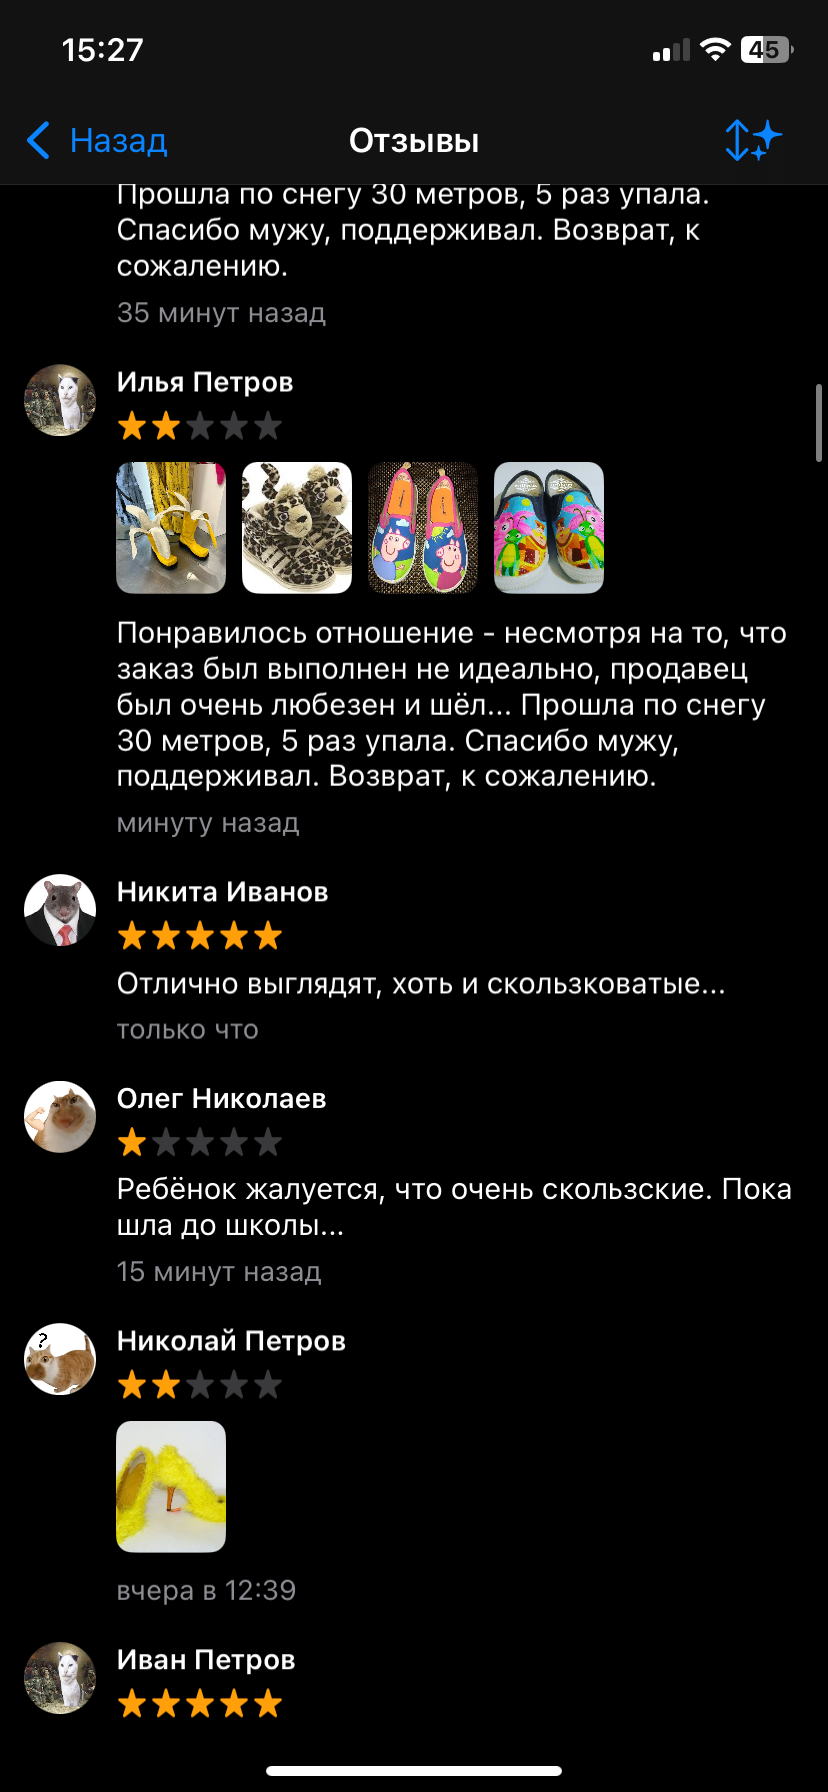 15:27
45
Назад
Отзывы
Прошла по снегу 30 метров, 5 раз упала.
Спасибо мужу, поддерживал. Возврат, к
сожалению.
35 минут назад
Илья Петров
Понравилось отношение - несмотря на то, что
заказ был выполнен не идеально, продавец
был очень любезен и шёл... Прошла по снегу
30 метров, 5 раз упала. Спасибо мужу,
поддерживал. Возврат, к сожалению.
минуту назад
Никита Иванов
Отлично выглядят, хоть и скользковатые...
только что
Олег Николаев
Ребёнок жалуется, что очень скользские. Пока
шла до школы...
15 минут назад
?
Николай Петров
вчера в 12:39
Иван Петров